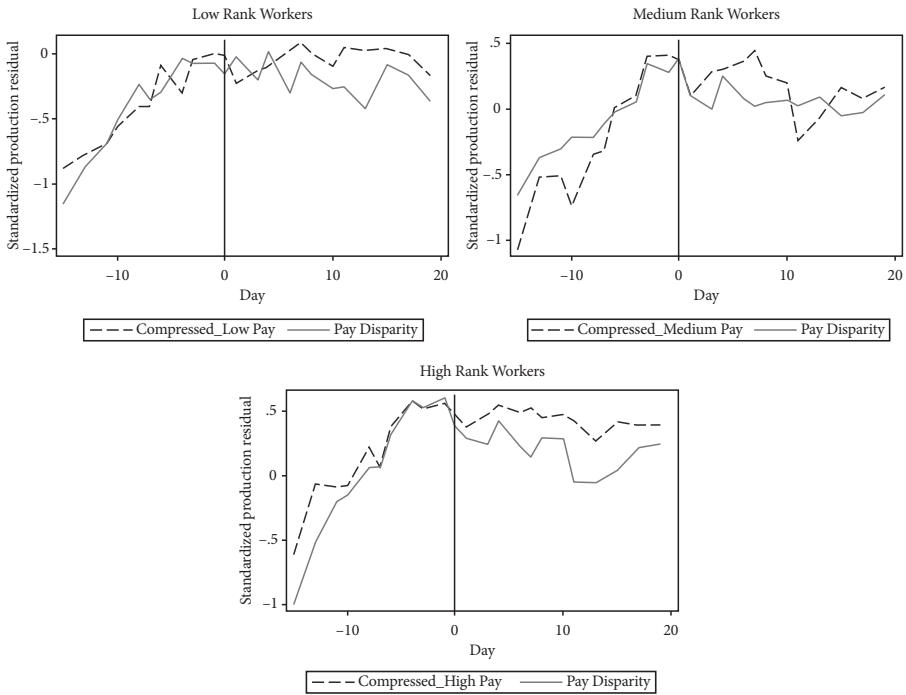 Low Rank Workers
Standardized production residual
0
–.5
–1
–1.5
–10
0
10
20
Day
Compressed_Low Pay
Pay Disparity
Medium Rank Workers
Standardized production residual
.5
0
–.5
–1
–10
0
10
20
Day
Compressed_Medium Pay
Pay Disparity
High Rank Workers
Standardized production residual
.5
0
–.5
–1
–10
0
10
20
Day
Compressed_High Pay
Pay Disparity